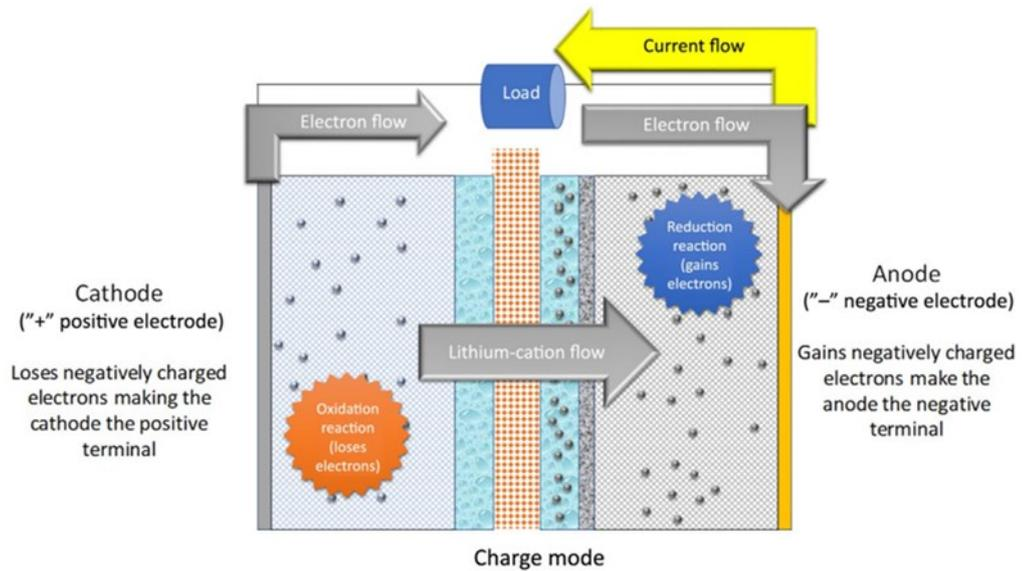 Current flow
Load
Electron flow
Electron flow
Reduction
reaction
(gains
electrons)
Cathode
("+" positive electrode)
Loses negatively charged
electrons making the
cathode the positive
terminal
Lithium-cation flow
Anode
("–" negative electrode)
Gains negatively charged
electrons make the
anode the negative
terminal
Oxidation
reaction
(loses
electrons)
Charge mode